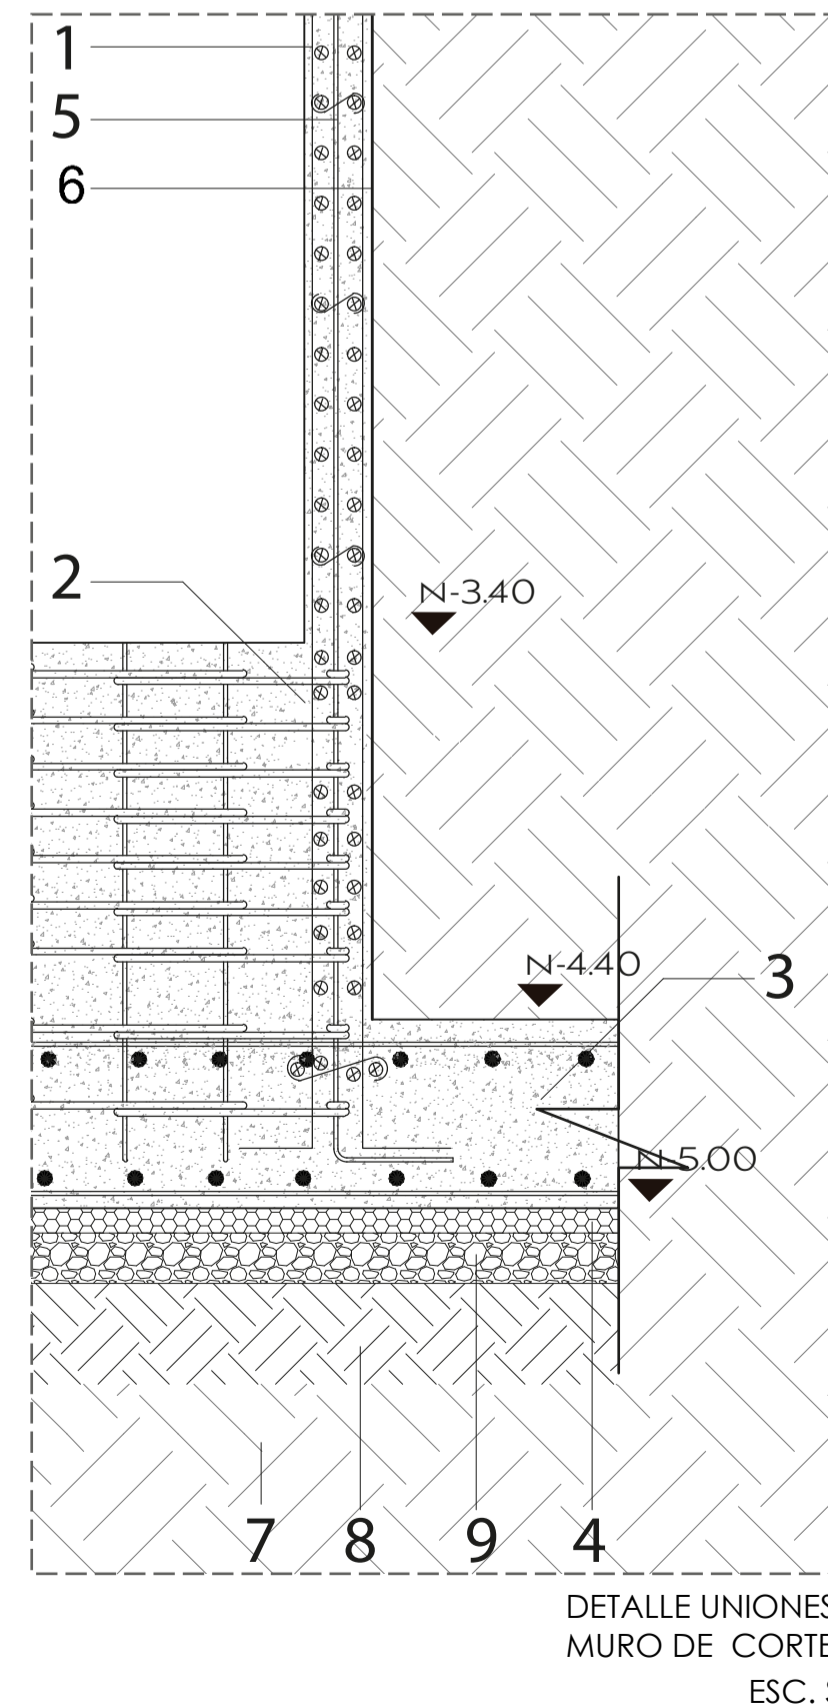 1
5
6
2
N-3.40
N-4.40
3
N-5.00
7 8 9 4
DETALLE UNIONES
MURO DE CORTE
ESC.